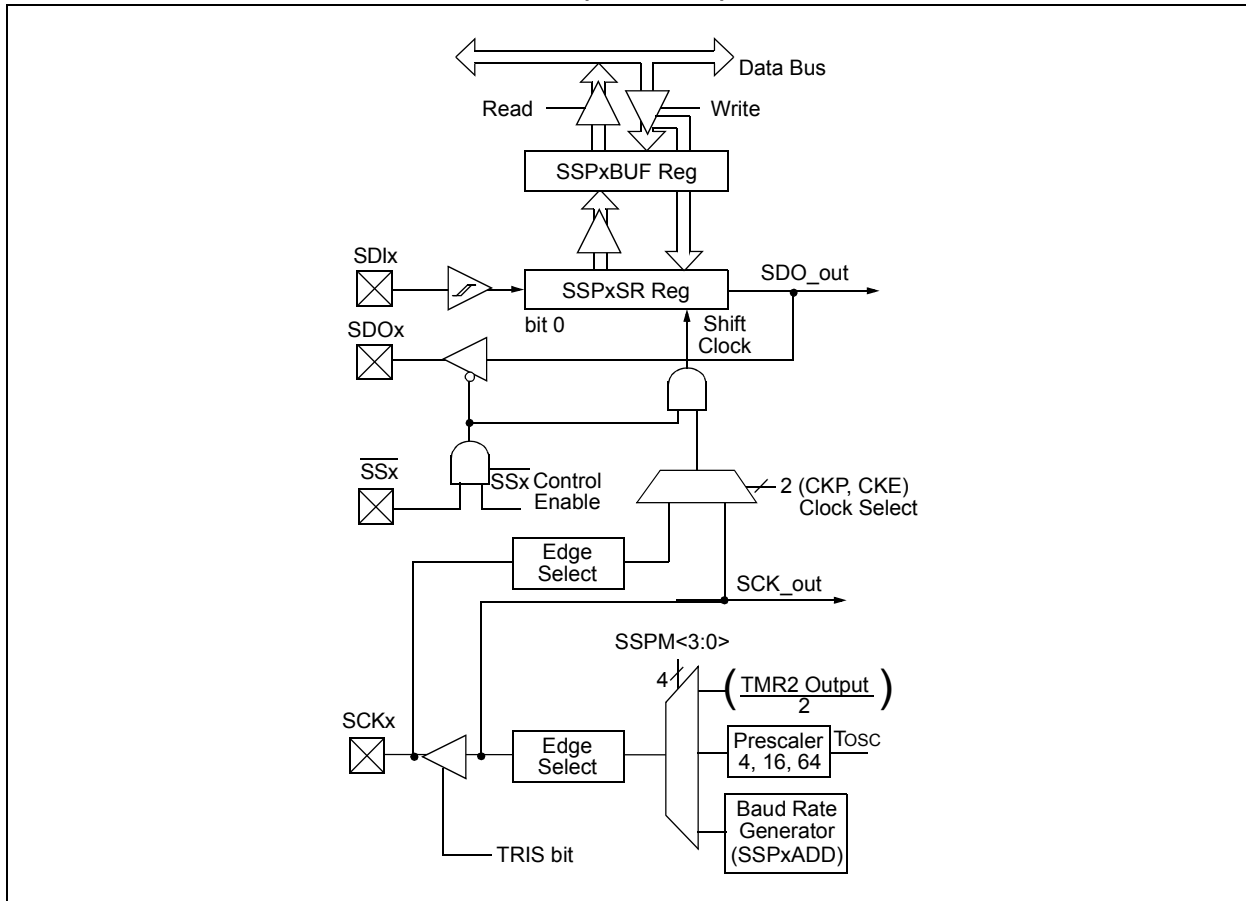 Data Bus
Read
Write
SSPxBUF Reg
SDIx
SDO_out
SSPxSR Reg
bit 0
Shift
Clock
SDOx
SSx
SSx Control
Enable
2 (CKP, CKE)
Clock Select
Edge
Select
SCK_out
SSPM<3:0>
4
( TMR2 Output )
2
SCKx
Edge
Select
Prescaler
4, 16, 64
TOSC
Baud Rate
Generator
(SSPxADD)
TRIS bit